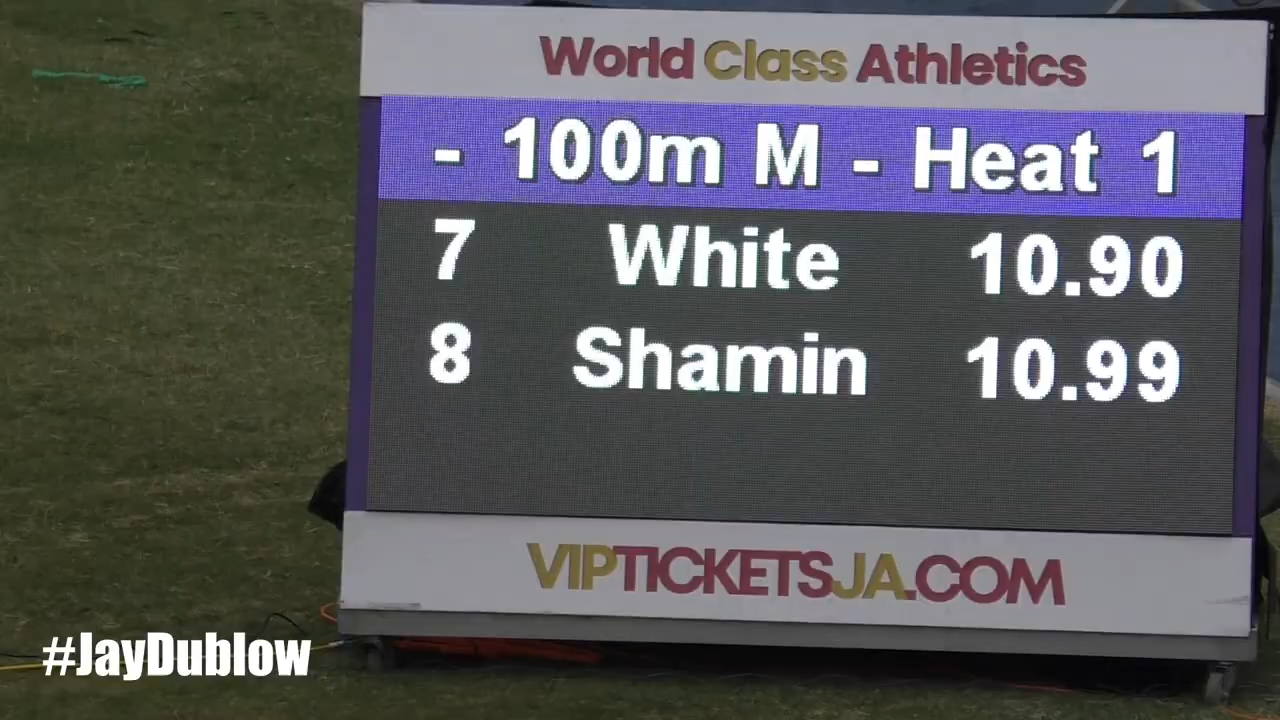 World Class Athletics
- 100m M - Heat 1
7 White 10.90
8 Shamin 10.99
VIPTICKETSJA.COM
#JayDublow